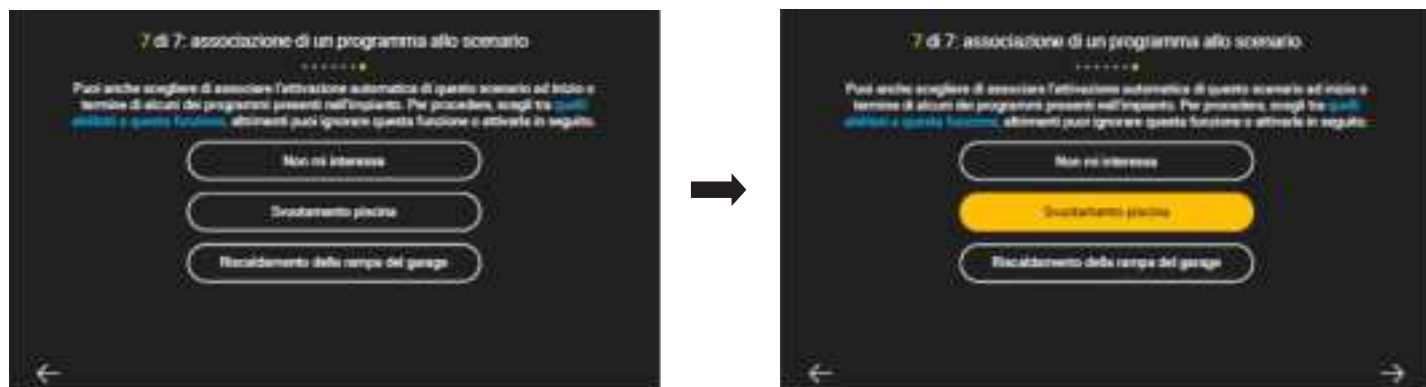 7 di 7: associazione di un programma allo scenario
Puoi anche scegliere di associare l'attivazione automatica di questo scenario ad inizio o
termine di alcuni dei programmi presenti nell'impianto. Per procedere, scegli tra quelli
abilitati a questa funzione, altrimenti puoi ignorare questa funzione o attivarla in seguito.
Non mi interessa
Svuotamento piscina
Riscaldamento della rampa del garage
7 di 7: associazione di un programma allo scenario
Puoi anche scegliere di associare l'attivazione automatica di questo scenario ad inizio o
termine di alcuni dei programmi presenti nell'impianto. Per procedere, scegli tra quelli
abilitati a questa funzione, altrimenti puoi ignorare questa funzione o attivarla in seguito.
Non mi interessa
Svuotamento piscina
Riscaldamento della rampa del garage